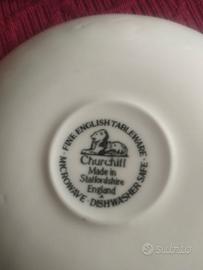 · FINE ENGLISH TABLEWARE ·
MICROWAVE · DISHWASHER SAFE
Churchill
Made in
Staffordshire
England
subito